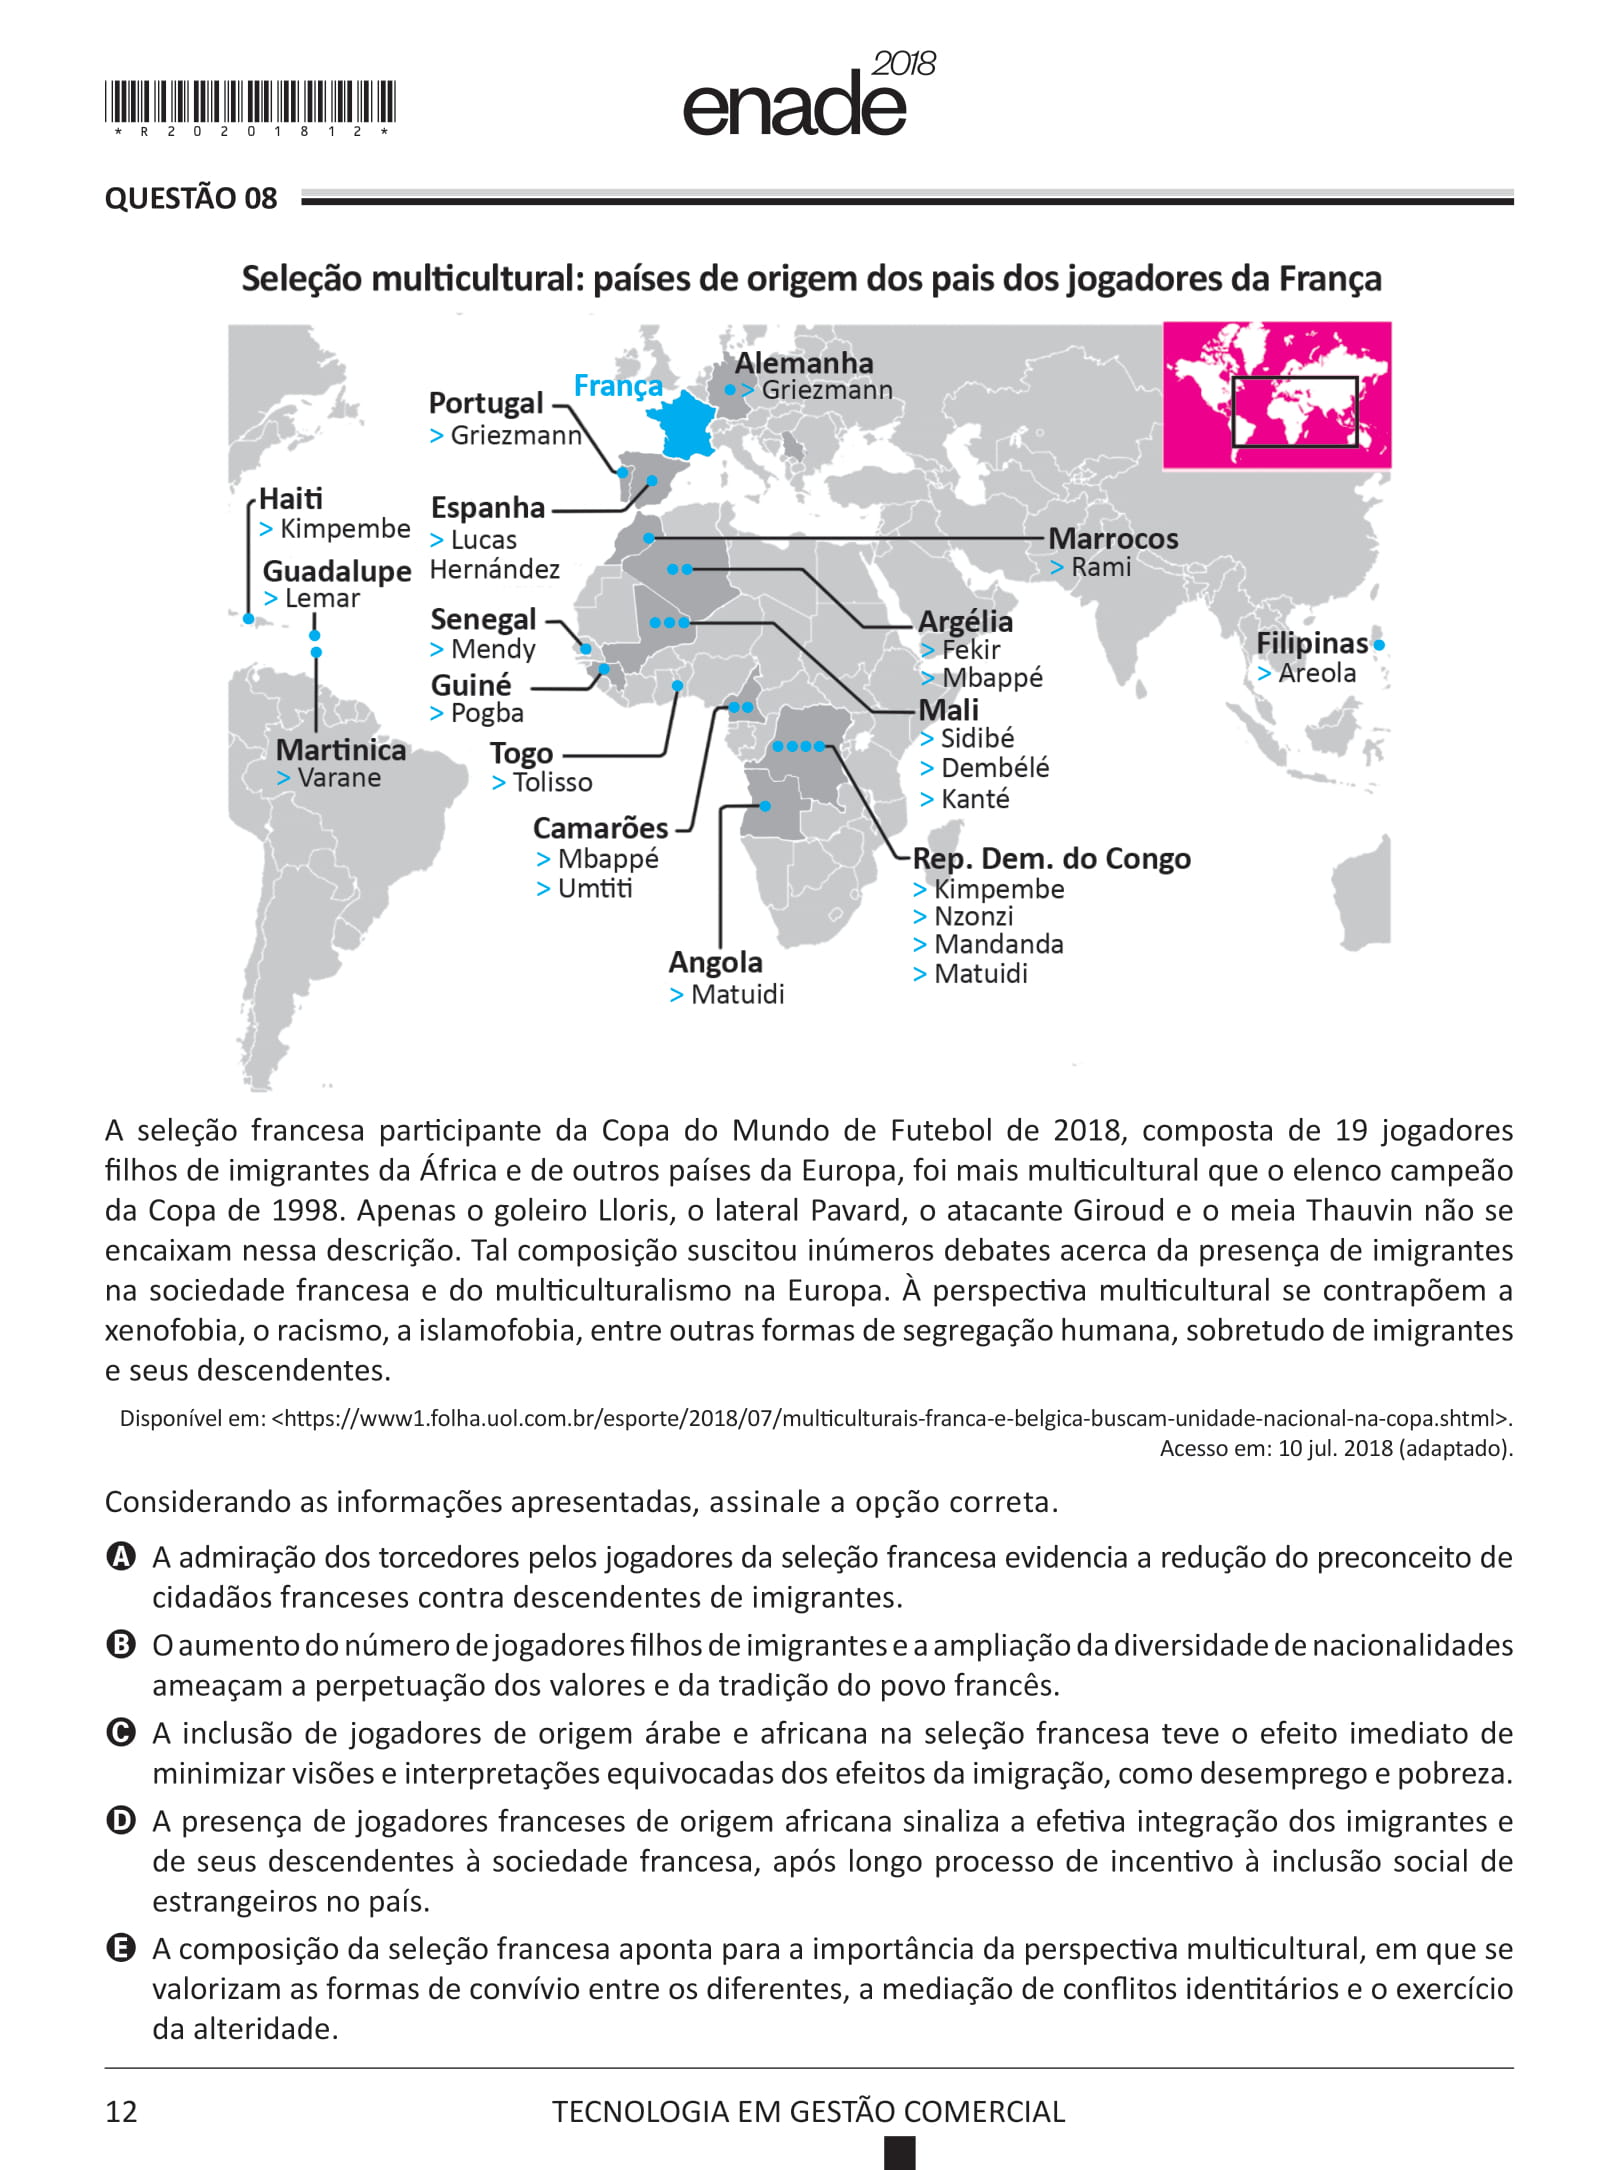 *R20201812*
enade2018
QUESTÃO 08
Seleção multicultural: países de origem dos pais dos jogadores da França
Alemanha
> Griezmann
França
Portugal
> Griezmann
Haiti
> Kimpembe
Espanha
> Lucas
Hernández
Guadalupe
> Lemar
Marrocos
> Rami
Senegal
> Mendy
Argélia
> Fekir
> Mbappé
Filipinas
> Areola
Guiné
> Pogba
Mali
> Sidibé
> Dembélé
> Kanté
Martinica
> Varane
Togo
> Tolisso
Camarões
> Mbappé
> Umtiti
Rep. Dem. do Congo
> Kimpembe
> Nzonzi
> Mandanda
> Matuidi
Angola
> Matuidi
A seleção francesa participante da Copa do Mundo de Futebol de 2018, composta de 19 jogadores
filhos de imigrantes da África e de outros países da Europa, foi mais multicultural que o elenco campeão
da Copa de 1998. Apenas o goleiro Lloris, o lateral Pavard, o atacante Giroud e o meia Thauvin não se
encaixam nessa descrição. Tal composição suscitou inúmeros debates acerca da presença de imigrantes
na sociedade francesa e do multiculturalismo na Europa. À perspectiva multicultural se contrapõem a
xenofobia, o racismo, a islamofobia, entre outras formas de segregação humana, sobretudo de imigrantes
e seus descendentes.
Disponível em: <https://www1.folha.uol.com.br/esporte/2018/07/multiculturais-franca-e-belgica-buscam-unidade-nacional-na-copa.shtml>.
Acesso em: 10 jul. 2018 (adaptado).
Considerando as informações apresentadas, assinale a opção correta.
A A admiração dos torcedores pelos jogadores da seleção francesa evidencia a redução do preconceito de
cidadãos franceses contra descendentes de imigrantes.
B O aumento do número de jogadores filhos de imigrantes e a ampliação da diversidade de nacionalidades
ameaçam a perpetuação dos valores e da tradição do povo francês.
C A inclusão de jogadores de origem árabe e africana na seleção francesa teve o efeito imediato de
minimizar visões e interpretações equivocadas dos efeitos da imigração, como desemprego e pobreza.
D A presença de jogadores franceses de origem africana sinaliza a efetiva integração dos imigrantes e
de seus descendentes à sociedade francesa, após longo processo de incentivo à inclusão social de
estrangeiros no país.
E A composição da seleção francesa aponta para a importância da perspectiva multicultural, em que se
valorizam as formas de convívio entre os diferentes, a mediação de conflitos identitários e o exercício
da alteridade.
12
TECNOLOGIA EM GESTÃO COMERCIAL